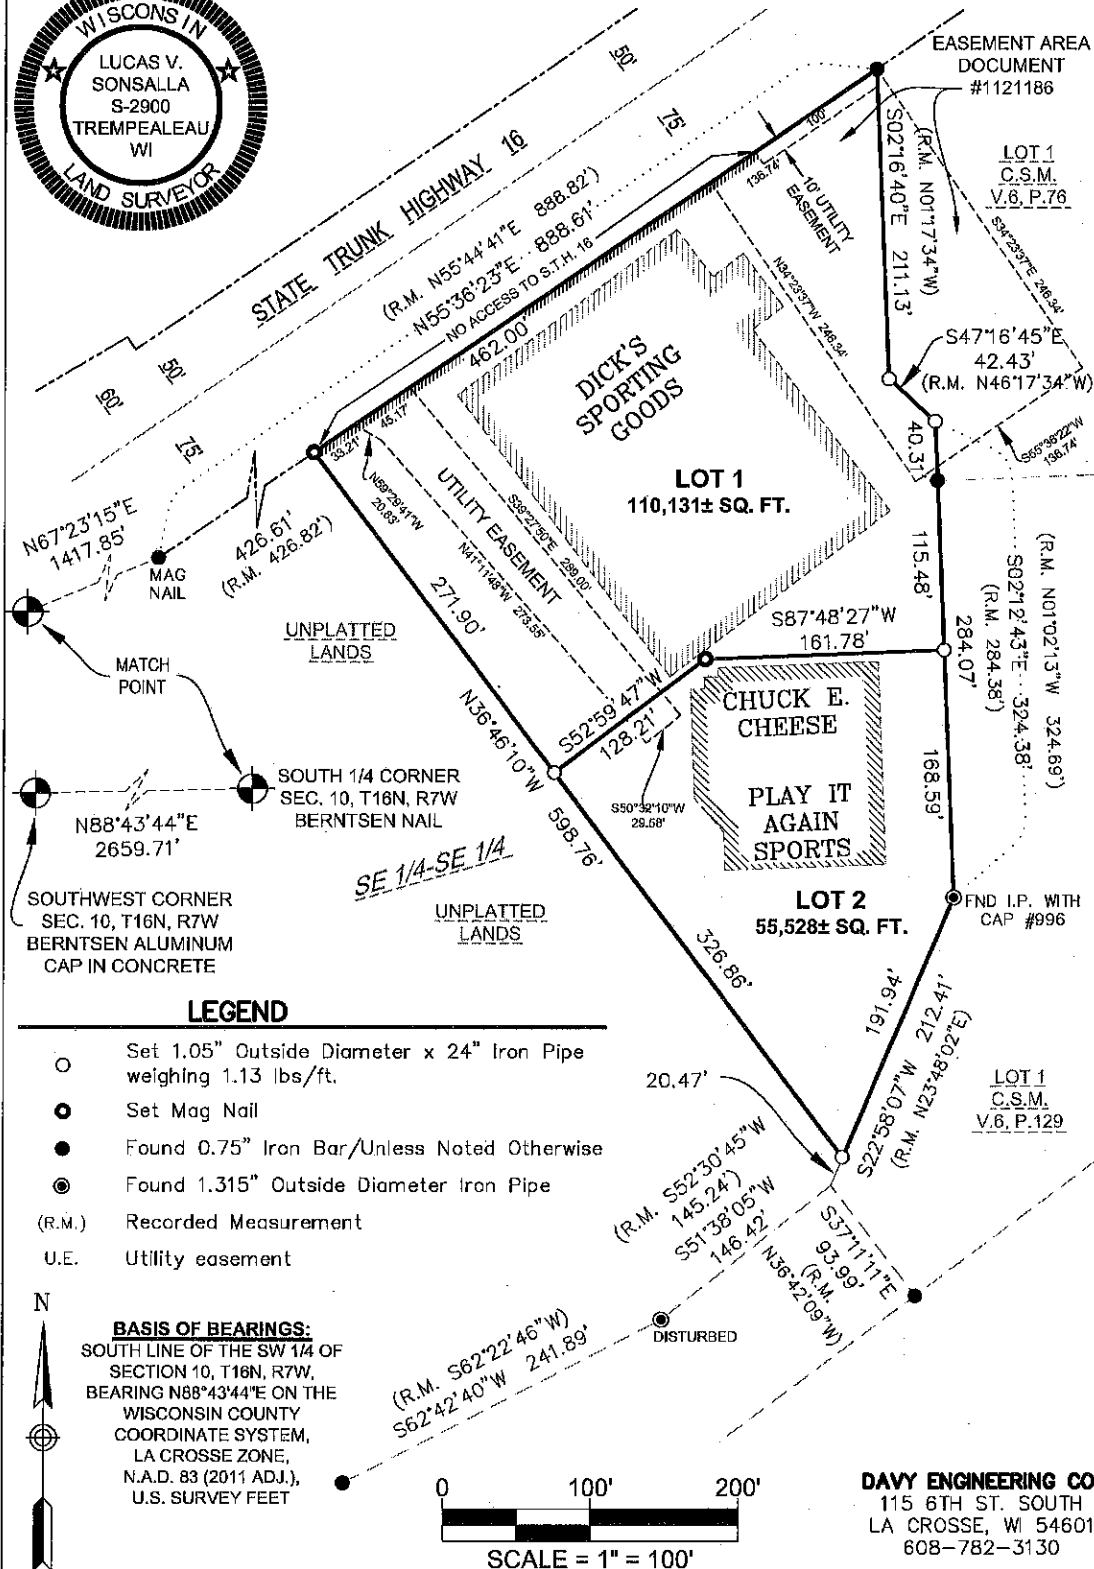 WISCONSIN
LUCAS V.
SONSALLA
S-2900
TREMPEALEAU
WI
LAND SURVEYOR
50'
75'
STATE TRUNK HIGHWAY 16
(R.M. N55°44'41"E 888.82')
N55°36'23"E 888.61'
NO ACCESS TO S.T.H. 16
462.00'
100'
136.74'
10' UTILITY
EASEMENT
EASEMENT AREA
DOCUMENT
#1121186
S02°16'40"E 211.13'
(R.M. N01°17'34"W)
LOT 1
C.S.M.
V.6, P.76
S34°23'37"E 246.34'
N34°23'37"W 246.34'
S47°16'45"E
42.43'
(R.M. N46°17'34"W)
50'
60'
75'
DICK'S
SPORTING
GOODS
LOT 1
110,131± SQ. FT.
40.31'
S55°36'22"W
136.74'
33.21'
45.17'
N59°29'41"W
20.83'
UTILITY EASEMENT
S39°27'50"E 289.00'
N41°11'48"W 273.55'
N67°23'15"E
1417.85'
426.61'
(R.M. 426.82')
MAG
NAIL
MATCH
POINT
UNPLATTED
LANDS
271.90'
N36°46'10"W 598.76'
115.48'
S87°48'27"W
161.78'
284.07'
(R.M. 284.38')
S02°12'43"E 324.38'
(R.M. N01°02'13"W 324.69')
S52°59'47"W
128.21'
S50°32'10"W
29.58'
CHUCK E.
CHEESE
PLAY IT
AGAIN
SPORTS
168.59'
SOUTH 1/4 CORNER
SEC. 10, T16N, R7W
BERNTSEN NAIL
N88°43'44"E
2659.71'
SOUTHWEST CORNER
SEC. 10, T16N, R7W
BERNTSEN ALUMINUM
CAP IN CONCRETE
SE 1/4-SE 1/4
UNPLATTED
LANDS
LOT 2
55,528± SQ. FT.
FND I.P. WITH
CAP #996
326.86'
191.94'
S22°58'07"W 212.41'
(R.M. N23°48'02"E)
20.47'
LOT 1
C.S.M.
V.6, P.129
LEGEND
Set 1.05" Outside Diameter x 24" Iron Pipe
weighing 1.13 lbs/ft.
Set Mag Nail
Found 0.75" Iron Bar/Unless Noted Otherwise
Found 1.315" Outside Diameter Iron Pipe
(R.M.) Recorded Measurement
U.E. Utility easement
(R.M. S52°30'45"W
145.24')
S51°38'05"W
146.42'
S37°11'11"E
93.99'
(R.M.
N36°42'09"W)
DISTURBED
(R.M. S62°22'46"W)
S62°42'40"W 241.89'
N
BASIS OF BEARINGS:
SOUTH LINE OF THE SW 1/4 OF
SECTION 10, T16N, R7W,
BEARING N88°43'44"E ON THE
WISCONSIN COUNTY
COORDINATE SYSTEM,
LA CROSSE ZONE,
N.A.D. 83 (2011 ADJ.),
U.S. SURVEY FEET
0 100' 200'
SCALE = 1" = 100'
DAVY ENGINEERING CO
115 6TH ST. SOUTH
LA CROSSE, WI 54601
608-782-3130